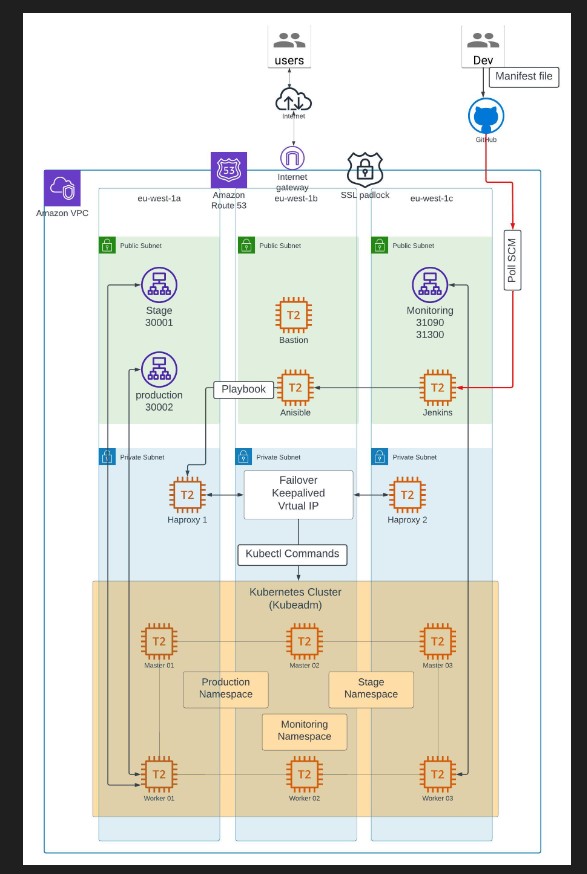 users
Dev
Manifest file
Internet
GitHub
53
Internet
gateway
Amazon
Route 53
SSL padlock
Amazon VPC
eu-west-1a
eu-west-1b
eu-west-1c
Poll SCM
Public Subnet
Public Subnet
Public Subnet
Stage
30001
T2
Bastion
Monitoring
31090
31300
production
30002
Playbook
T2
Anisible
T2
Jenkins
Private Subnet
Private Subnet
Private Subnet
T2
Haproxy 1
Failover
Keepalived
Vrtual IP
T2
Haproxy 2
Kubectl Commands
Kubernetes Cluster
(Kubeadm)
T2
Master 01
T2
Master 02
T2
Master 03
Production
Namespace
Stage
Namespace
Monitoring
Namespace
T2
Worker 01
T2
Worker 02
T2
Worker 03